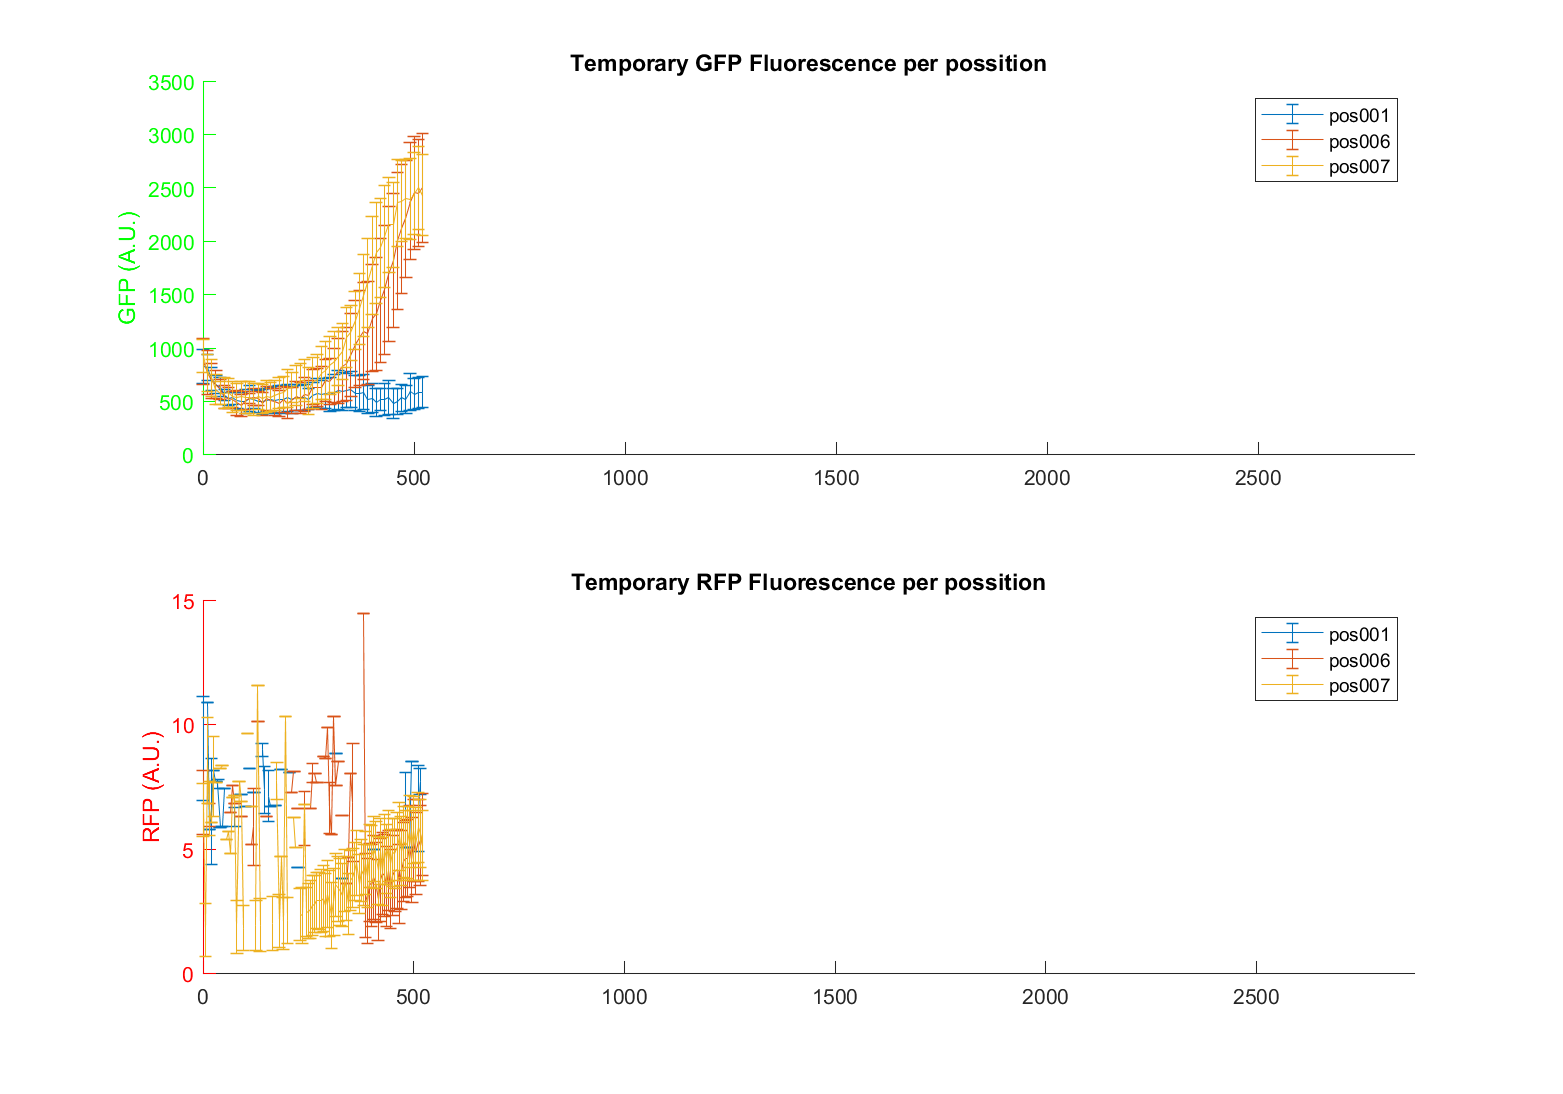 Temporary GFP Fluorescence per possition
3500
3000
2500
2000
1500
1000
500
0
GFP (A.U.)
pos001
pos006
pos007
0 500 1000 1500 2000 2500
Temporary RFP Fluorescence per possition
15
10
5
0
RFP (A.U.)
pos001
pos006
pos007
0 500 1000 1500 2000 2500